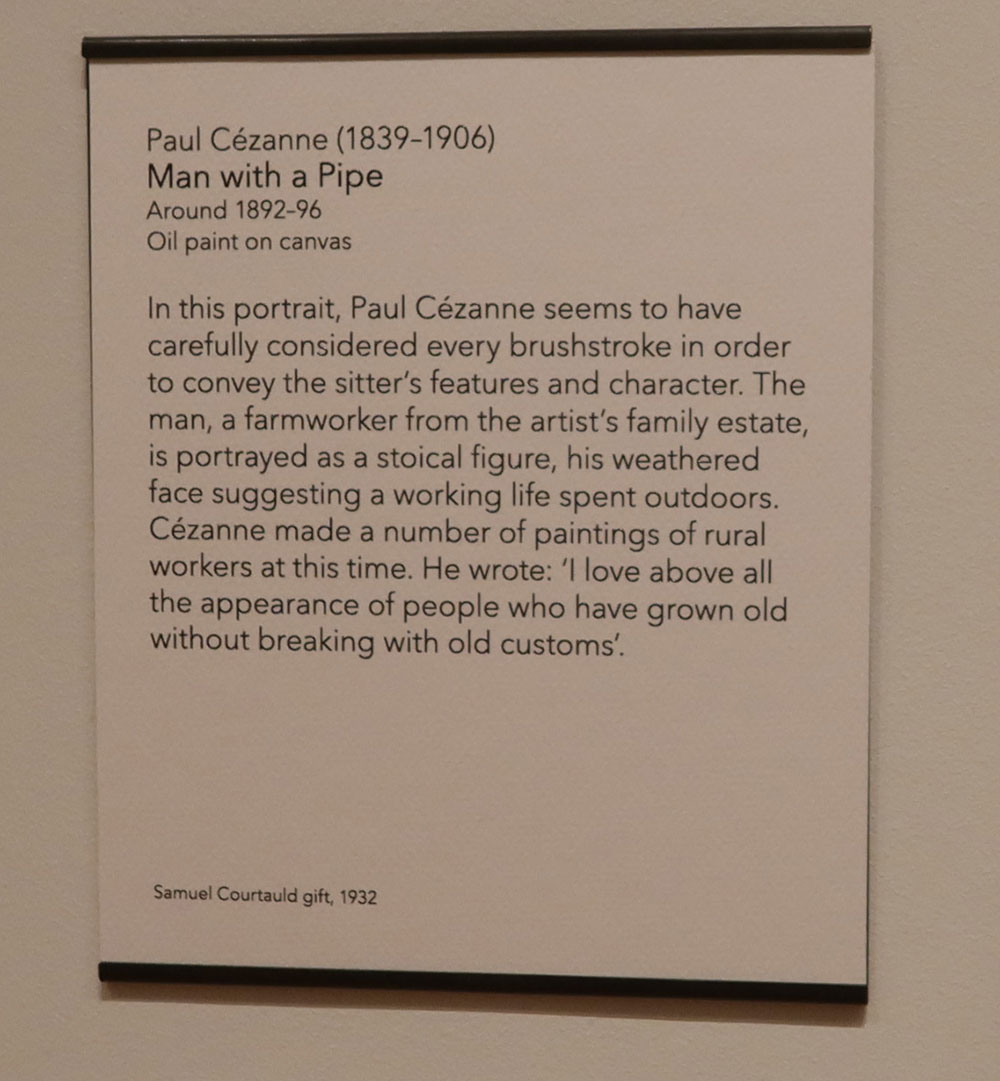 Paul Cézanne (1839–1906)
Man with a Pipe
Around 1892–96
Oil paint on canvas
In this portrait, Paul Cézanne seems to have
carefully considered every brushstroke in order
to convey the sitter’s features and character. The
man, a farmworker from the artist’s family estate,
is portrayed as a stoical figure, his weathered
face suggesting a working life spent outdoors.
Cézanne made a number of paintings of rural
workers at this time. He wrote: ‘I love above all
the appearance of people who have grown old
without breaking with old customs’.
Samuel Courtauld gift, 1932